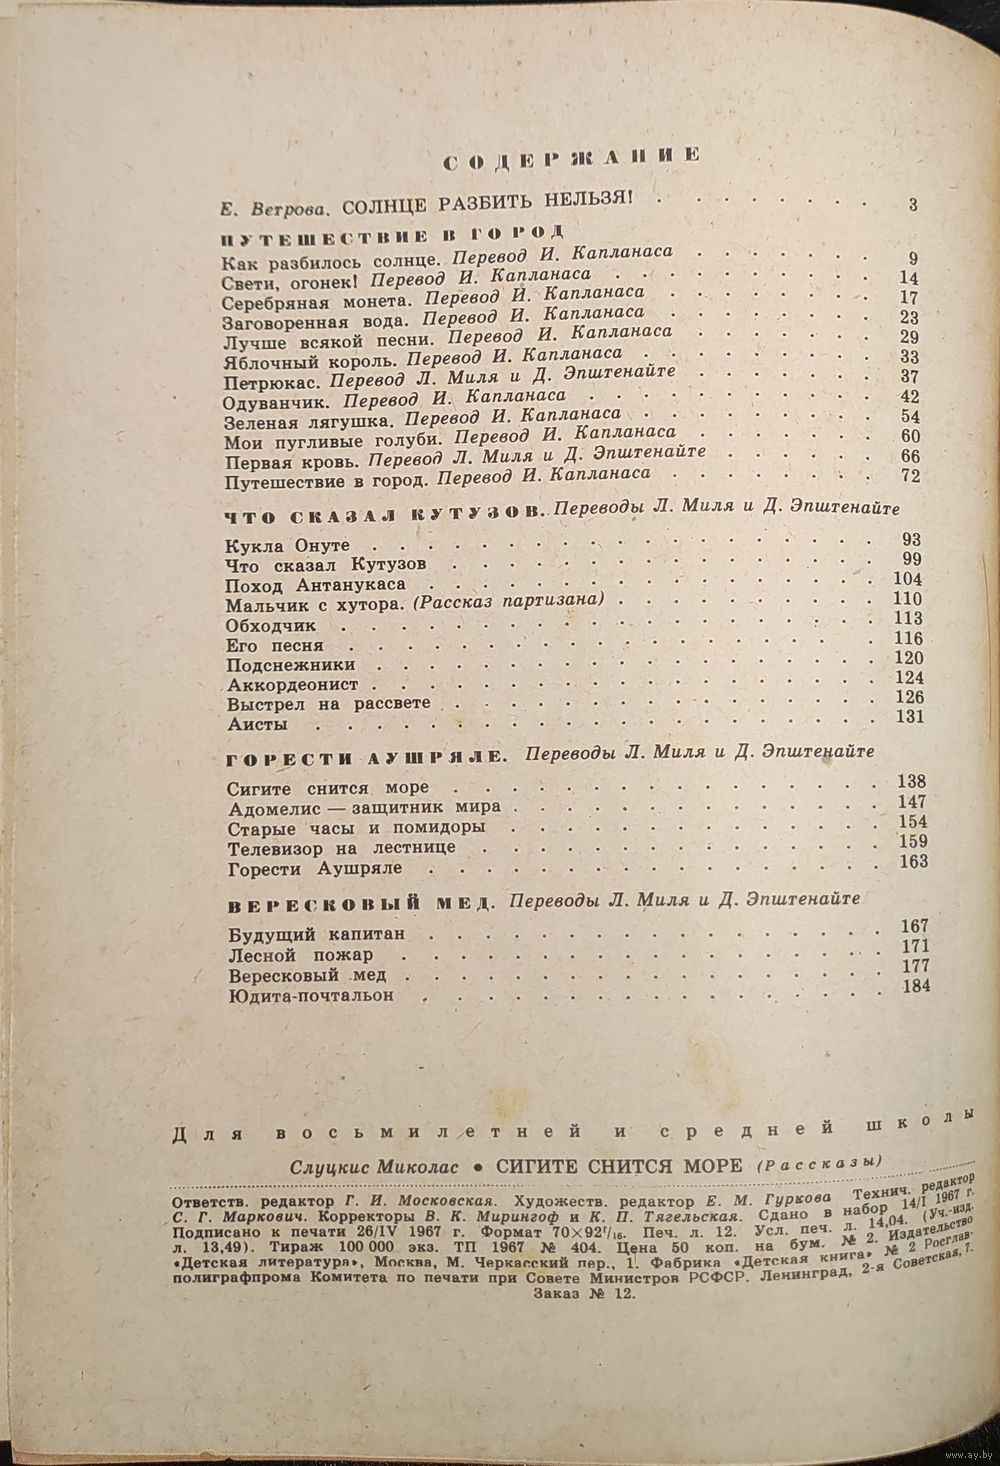 СОДЕРЖАНИЕ
Е. Ветрова. СОЛНЦЕ РАЗБИТЬ НЕЛЬЗЯ! . . . . . . . . 3
ПУТЕШЕСТВИЕ В ГОРОД
Как разбилось солнце. Перевод И. Капланаса . . . . . . . 9
Свети, огонек! Перевод И. Капланаса . . . . . . . . . . 14
Серебряная монета. Перевод И. Капланаса . . . . . . . . 17
Заговоренная вода. Перевод И. Капланаса . . . . . . . . 23
Лучше всякой песни. Перевод И. Капланаса . . . . . . . 29
Яблочный король. Перевод И. Капланаса . . . . . . . . . 33
Петрюкас. Перевод Л. Миля и Д. Эпштенайте . . . . . . . 37
Одуванчик. Перевод И. Капланаса . . . . . . . . . . . 42
Зеленая лягушка. Перевод И. Капланаса . . . . . . . . . 54
Мои пугливые голуби. Перевод И. Капланаса . . . . . . . 60
Первая кровь. Перевод Л. Миля и Д. Эпштенайте . . . . . . 66
Путешествие в город. Перевод И. Капланаса . . . . . . . . 72
ЧТО СКАЗАЛ КУТУЗОВ. Переводы Л. Миля и Д. Эпштенайте
Кукла Онуте . . . . . . . . . . . . . . . . . . 93
Что сказал Кутузов . . . . . . . . . . . . . . . . 99
Поход Антанукаса . . . . . . . . . . . . . . . . 104
Мальчик с хутора. (Рассказ партизана) . . . . . . . . . . 110
Обходчик . . . . . . . . . . . . . . . . . . . 113
Его песня . . . . . . . . . . . . . . . . . . . 116
Подснежники . . . . . . . . . . . . . . . . . . 120
Аккордеонист . . . . . . . . . . . . . . . . . . 124
Выстрел на рассвете . . . . . . . . . . . . . . . 126
Аисты . . . . . . . . . . . . . . . . . . . . 131
ГОРЕСТИ АУШРЯЛЕ. Переводы Л. Миля и Д. Эпштенайте
Сигите снится море . . . . . . . . . . . . . . . . 138
Адомелис — защитник мира . . . . . . . . . . . . . . 147
Старые часы и помидоры . . . . . . . . . . . . . . 154
Телевизор на лестнице . . . . . . . . . . . . . . . 159
Горести Аушряле . . . . . . . . . . . . . . . . . 163
ВЕРЕСКОВЫЙ МЕД. Переводы Л. Миля и Д. Эпштенайте
Будущий капитан . . . . . . . . . . . . . . . . . 167
Лесной пожар . . . . . . . . . . . . . . . . . . 171
Вересковый мед . . . . . . . . . . . . . . . . . 177
Юдита-почтальон . . . . . . . . . . . . . . . . . 184
Для восьмилетней и средней школы
Слуцкис Миколас • СИГИТЕ СНИТСЯ МОРЕ (Рассказы)
Ответств. редактор Г. И. Московская. Художеств. редактор Е. М. Гуркова Технич. редактор
С. Г. Маркович. Корректоры В. К. Мирингоф и К. П. Тягельская. Сдано в набор 14/I 1967 г.
Подписано к печати 26/IV 1967 г. Формат 70×92¹/₁₆. Печ. л. 12. Усл. печ. л. 14,04. (Уч.-изд.
л. 13,49). Тираж 100 000 экз. ТП 1967 № 404. Цена 50 коп. на бум. № 2. Издательство
«Детская литература», Москва, М. Черкасский пер., 1. Фабрика «Детская книга» № 2 Росглав-
полиграфпрома Комитета по печати при Совете Министров РСФСР. Ленинград, 2-я Советская, 7.
Заказ № 12.
www.ay.by